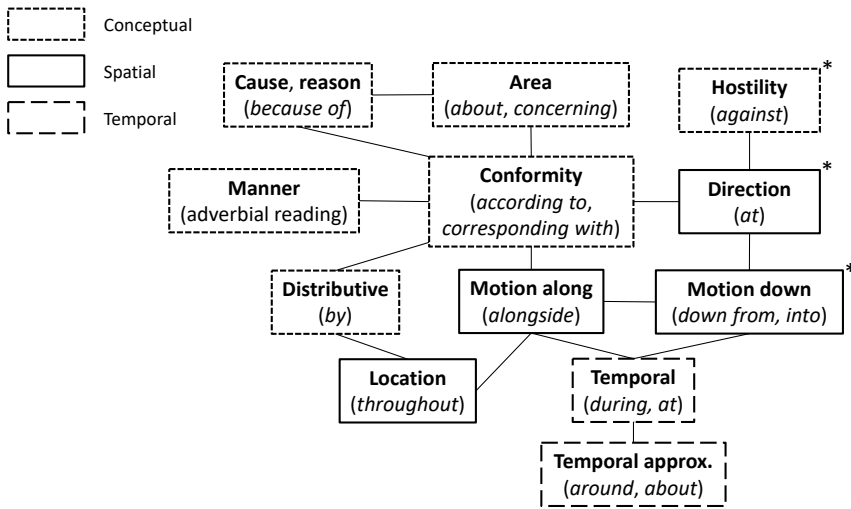 Conceptual
Spatial
Temporal
Cause, reason
(because of)
Area
(about, concerning)
*
Hostility
(against)
Manner
(adverbial reading)
Conformity
(according to,
corresponding with)
*
Direction
(at)
Distributive
(by)
Motion along
(alongside)
*
Motion down
(down from, into)
Location
(throughout)
Temporal
(during, at)
Temporal approx.
(around, about)